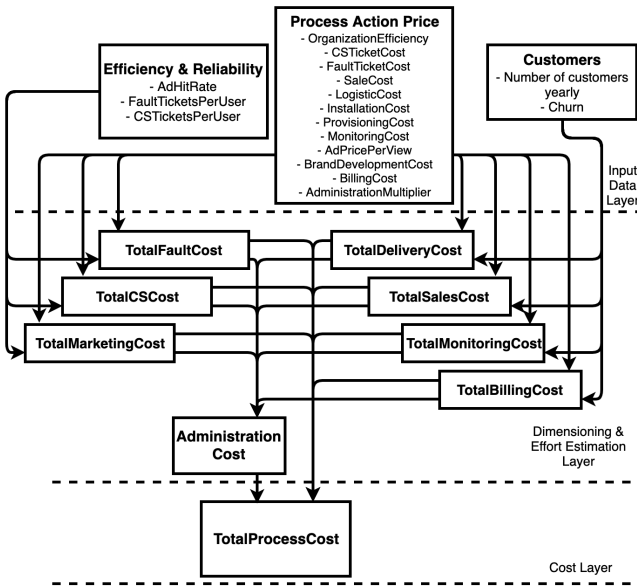 Process Action Price
- OrganizationEfficiency
- CSTicketCost
- FaultTicketCost
- SaleCost
- LogisticCost
- InstallationCost
- ProvisioningCost
- MonitoringCost
- AdPricePerView
- BrandDevelopmentCost
- BillingCost
- AdministrationMultiplier
Efficiency & Reliability
- AdHitRate
- FaultTicketsPerUser
- CSTicketsPerUser
Customers
- Number of customers
yearly
- Churn
Input
Data
Layer
TotalFaultCost
TotalDeliveryCost
TotalCSCost
TotalSalesCost
TotalMarketingCost
TotalMonitoringCost
TotalBillingCost
Administration
Cost
Dimensioning &
Effort Estimation
Layer
TotalProcessCost
Cost Layer